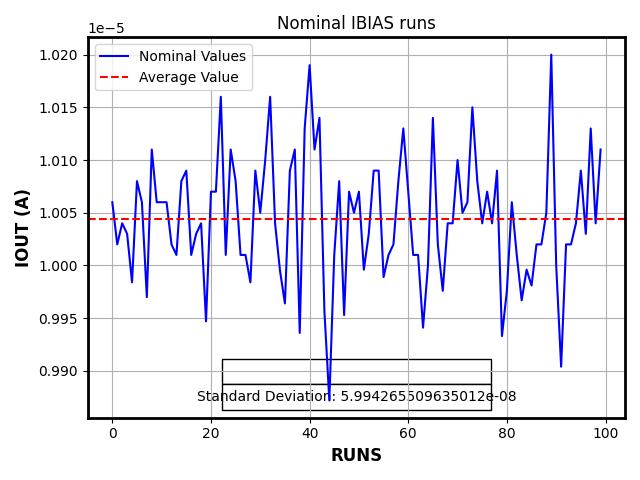 Nominal IBIAS runs
1e−5
Nominal Values
Average Value
1.020
1.015
1.010
1.005
1.000
0.995
0.990
IOUT (A)
Standard Deviation: 5.994265509635012e-08
0 20 40 60 80 100
RUNS